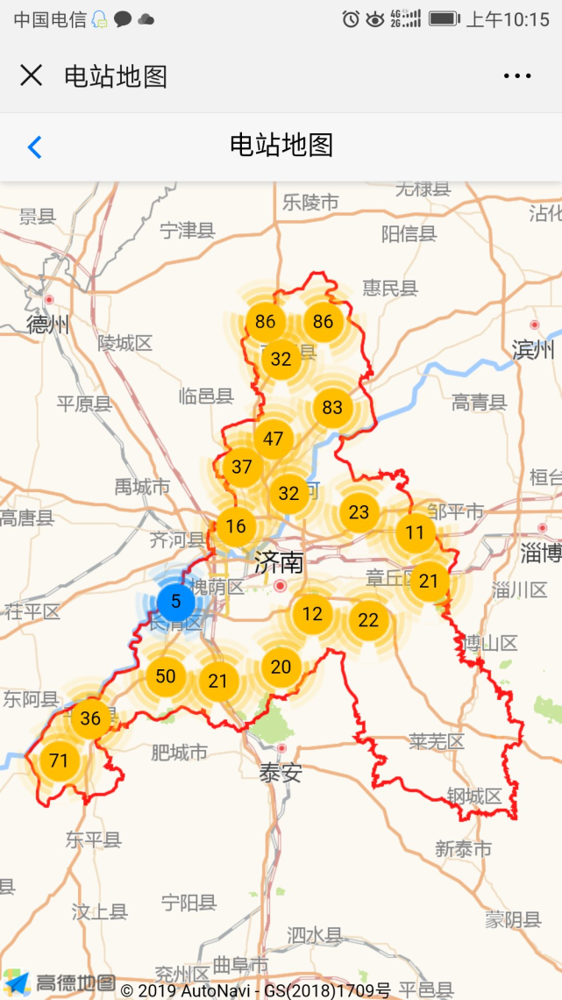 中国电信 4G 2G 上午10:15
电站地图
电站地图
乐陵市 无棣县
景县 宁津县 阳信县 沾化
惠民县
德州 86 86
陵城区 滨州
32 县
临邑县
平原县 83 高青县
47
37
禹城市 32 河 桓台
高唐县 23 邹平市
16 11
齐河县 济南 淄博
槐荫区 章丘区 21 淄川区
5 茌平区 12
长清区 22
博山区
50 21 20
东阿县 36
莱芜区
71 肥城市
泰安
钢城区
东平县
新泰市
县
汶上县 宁阳县
蒙阴县
泗水县
兖州区 曲阜市
高德地图 © 2019 AutoNavi - GS(2018)1709号 平邑县